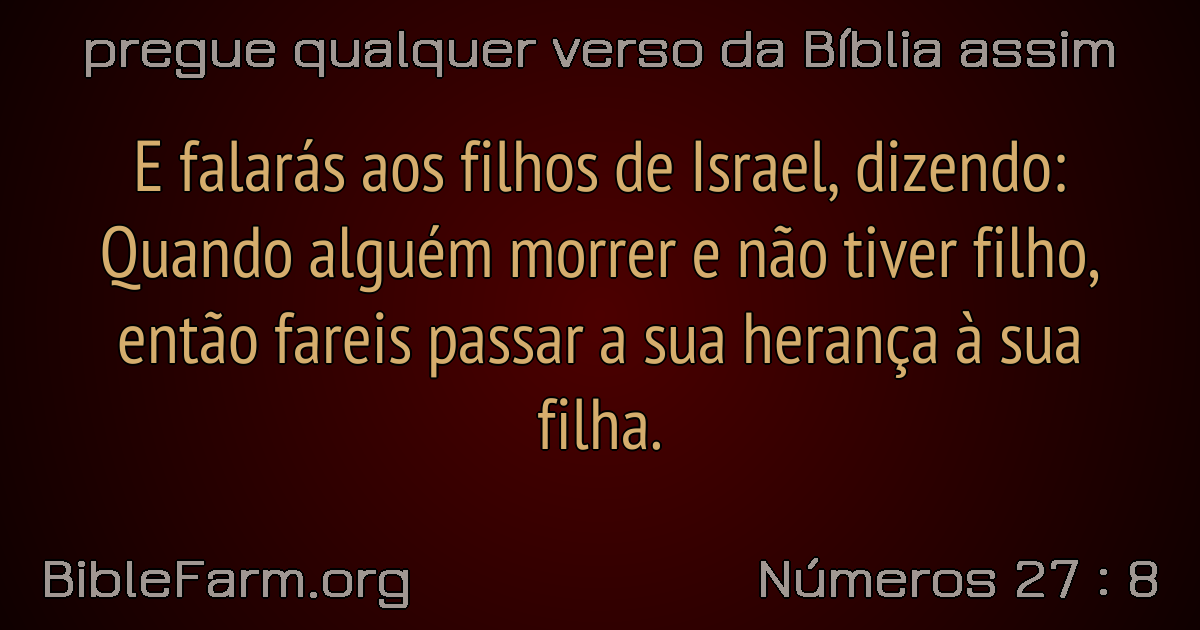 pregue qualquer verso da Bíblia assim
E falarás aos filhos de Israel, dizendo:
Quando alguém morrer e não tiver filho,
então fareis passar a sua herança à sua
filha.
BibleFarm.org
Números 27 : 8